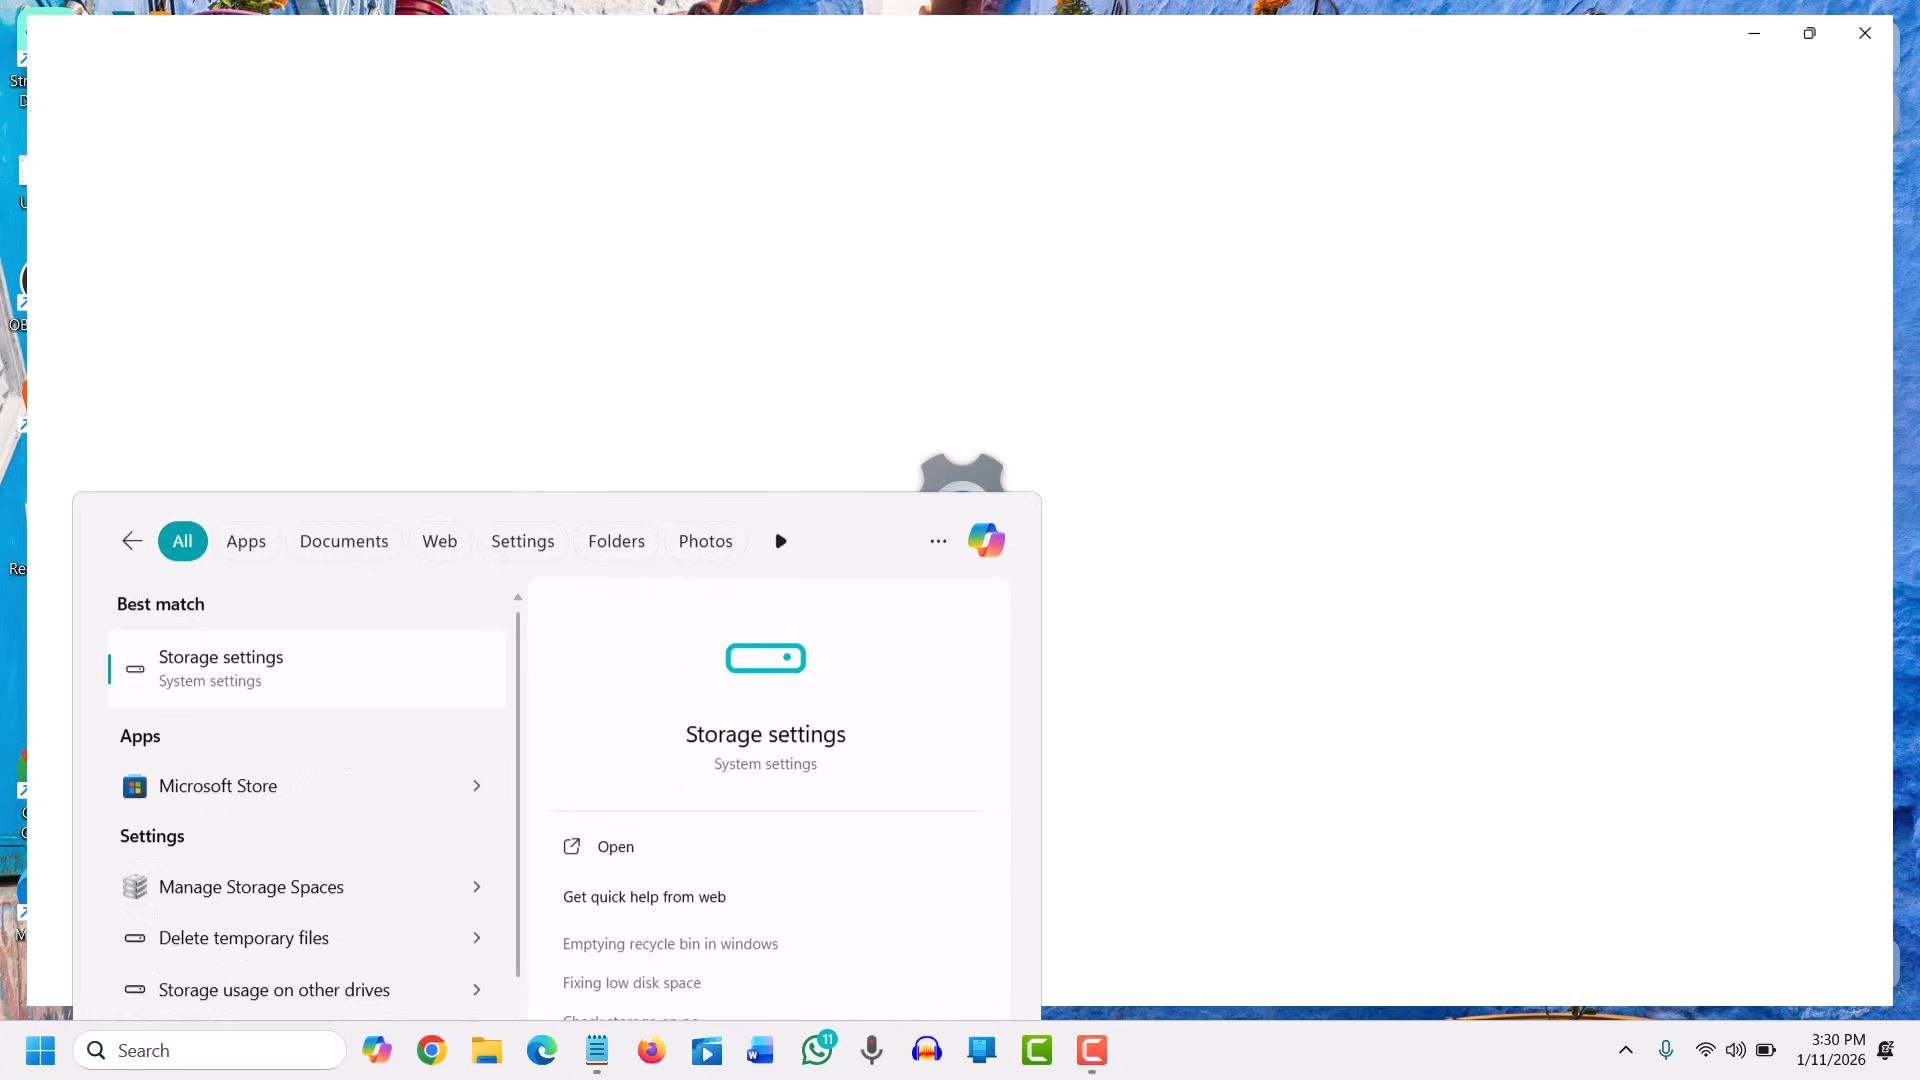 All
Apps
Documents
Web
Settings
Folders
Photos
Best match
Storage settings
System settings
Apps
Microsoft Store
Settings
Manage Storage Spaces
Delete temporary files
Storage usage on other drives
Storage settings
System settings
Open
Get quick help from web
Emptying recycle bin in windows
Fixing low disk space
Search
11
3:30 PM
1/11/2026